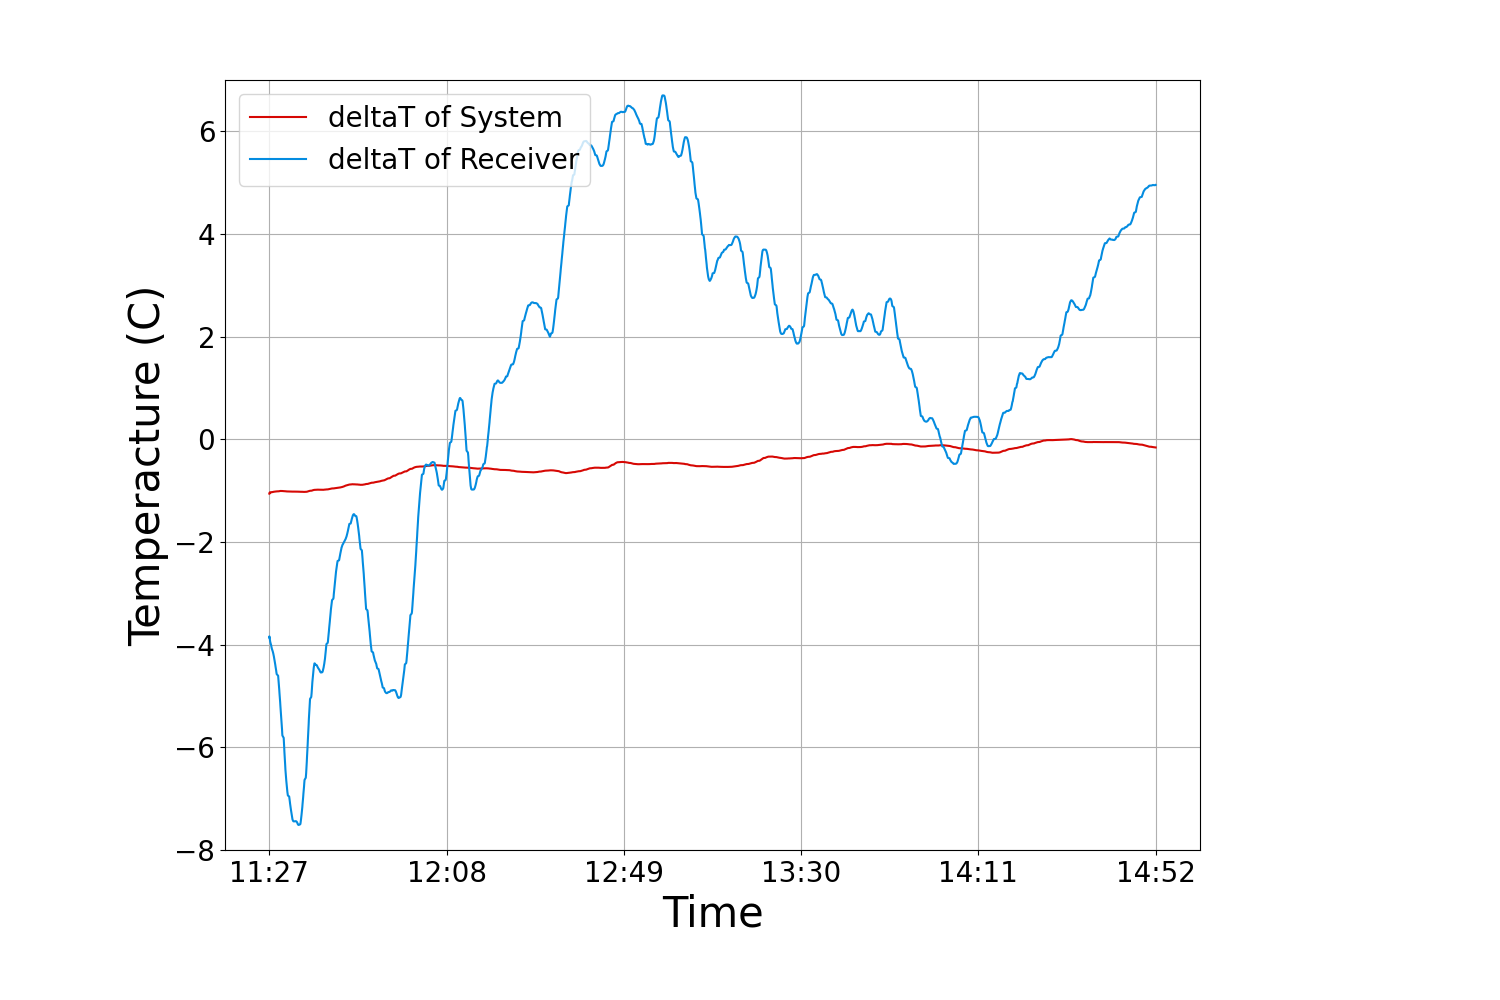 deltaT of System
deltaT of Receiver
Temperacture (C)
6
4
2
0
−2
−4
−6
−8
11:27 12:08 12:49 13:30 14:11 14:52
Time